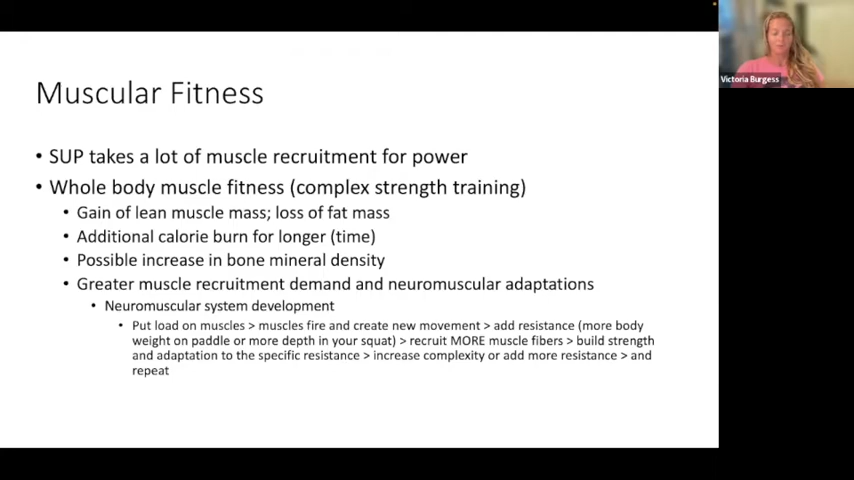 Victoria Burgess
Muscular Fitness
• SUP takes a lot of muscle recruitment for power
• Whole body muscle fitness (complex strength training)
• Gain of lean muscle mass; loss of fat mass
• Additional calorie burn for longer (time)
• Possible increase in bone mineral density
• Greater muscle recruitment demand and neuromuscular adaptations
• Neuromuscular system development
• Put load on muscles > muscles fire and create new movement > add resistance (more body
weight on paddle or more depth in your squat) > recruit MORE muscle fibers > build strength
and adaptation to the specific resistance > increase complexity or add more resistance > and
repeat